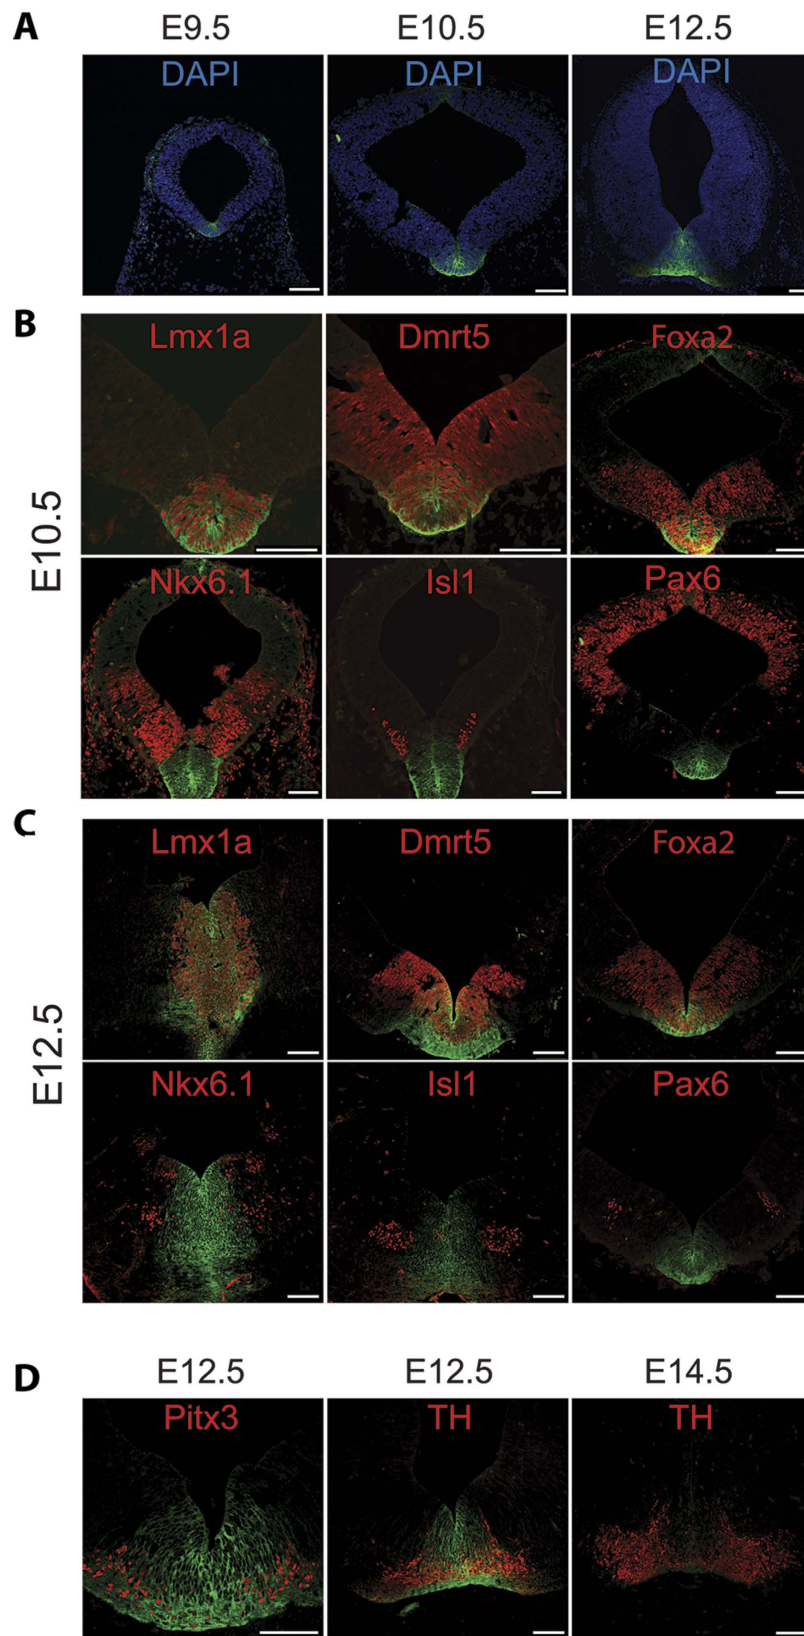 A
E9.5 E10.5 E12.5
DAPI DAPI DAPI
B
E10.5
Lmx1a Dmrt5 Foxa2
Nkx6.1 Isl1 Pax6
C
E12.5
Lmx1a Dmrt5 Foxa2
Nkx6.1 Isl1 Pax6
D
E12.5 E12.5 E14.5
Pitx3 TH TH